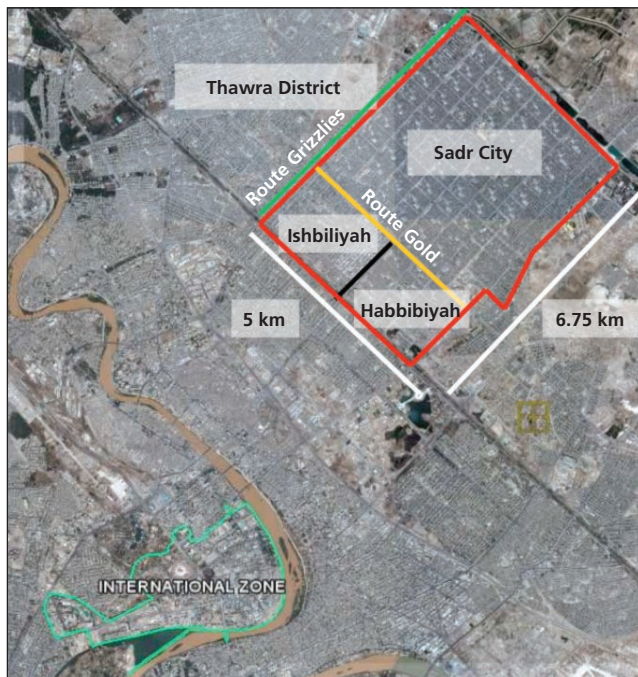 Thawra District
Route Grizzlies
Sadr City
Route Gold
Ishbiliyah
Habbibiyah
5 km
6.75 km
INTERNATIONAL ZONE